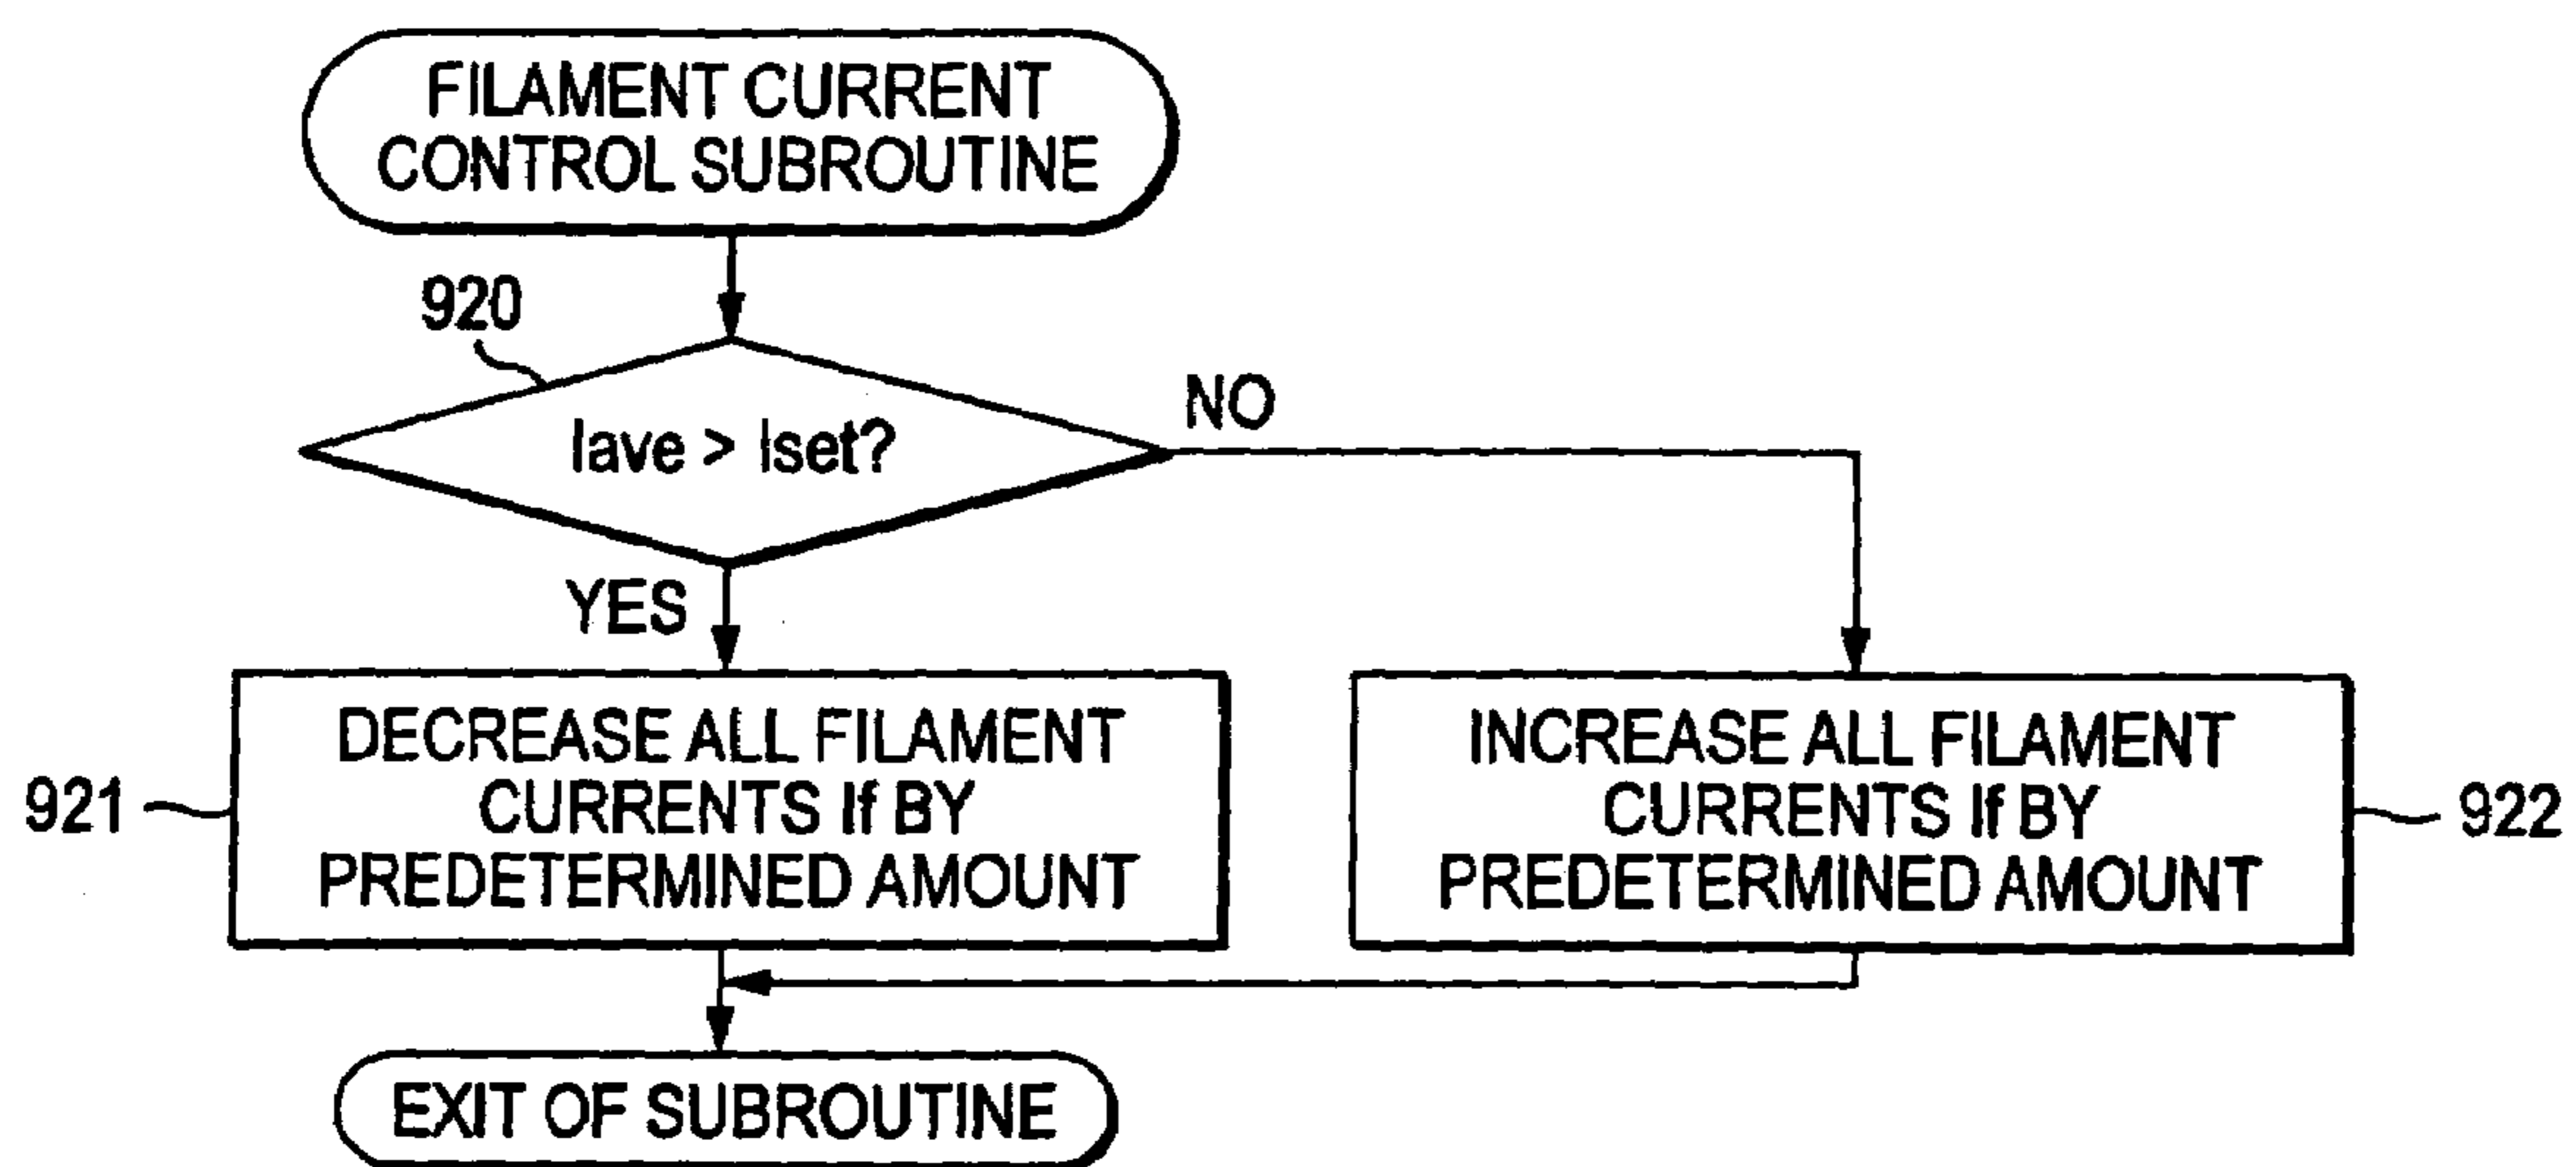 FILAMENT CURRENT
CONTROL SUBROUTINE
920
Iave > Iset?
NO
YES
DECREASE ALL FILAMENT
CURRENTS If BY
PREDETERMINED AMOUNT
921
INCREASE ALL FILAMENT
CURRENTS If BY
PREDETERMINED AMOUNT
922
EXIT OF SUBROUTINE